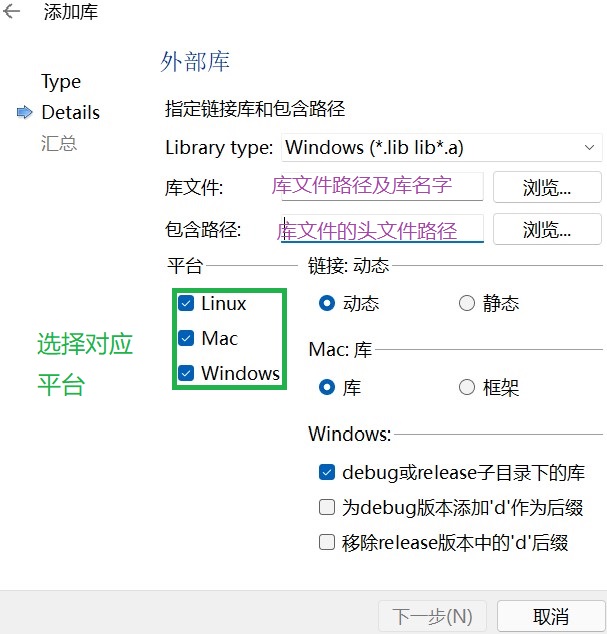 添加库
外部库
Type
Details
汇总
指定链接库和包含路径
Library type: Windows (*.lib lib*.a)
库文件: 库文件路径及库名字 浏览...
包含路径: 库文件的头文件路径 浏览...
平台 链接: 动态
Linux 动态 静态
Mac Mac: 库
选择对应
平台
Windows 库 框架
Windows:
debug或release子目录下的库
为debug版本添加'd'作为后缀
移除release版本中的'd'后缀
下一步(N) 取消